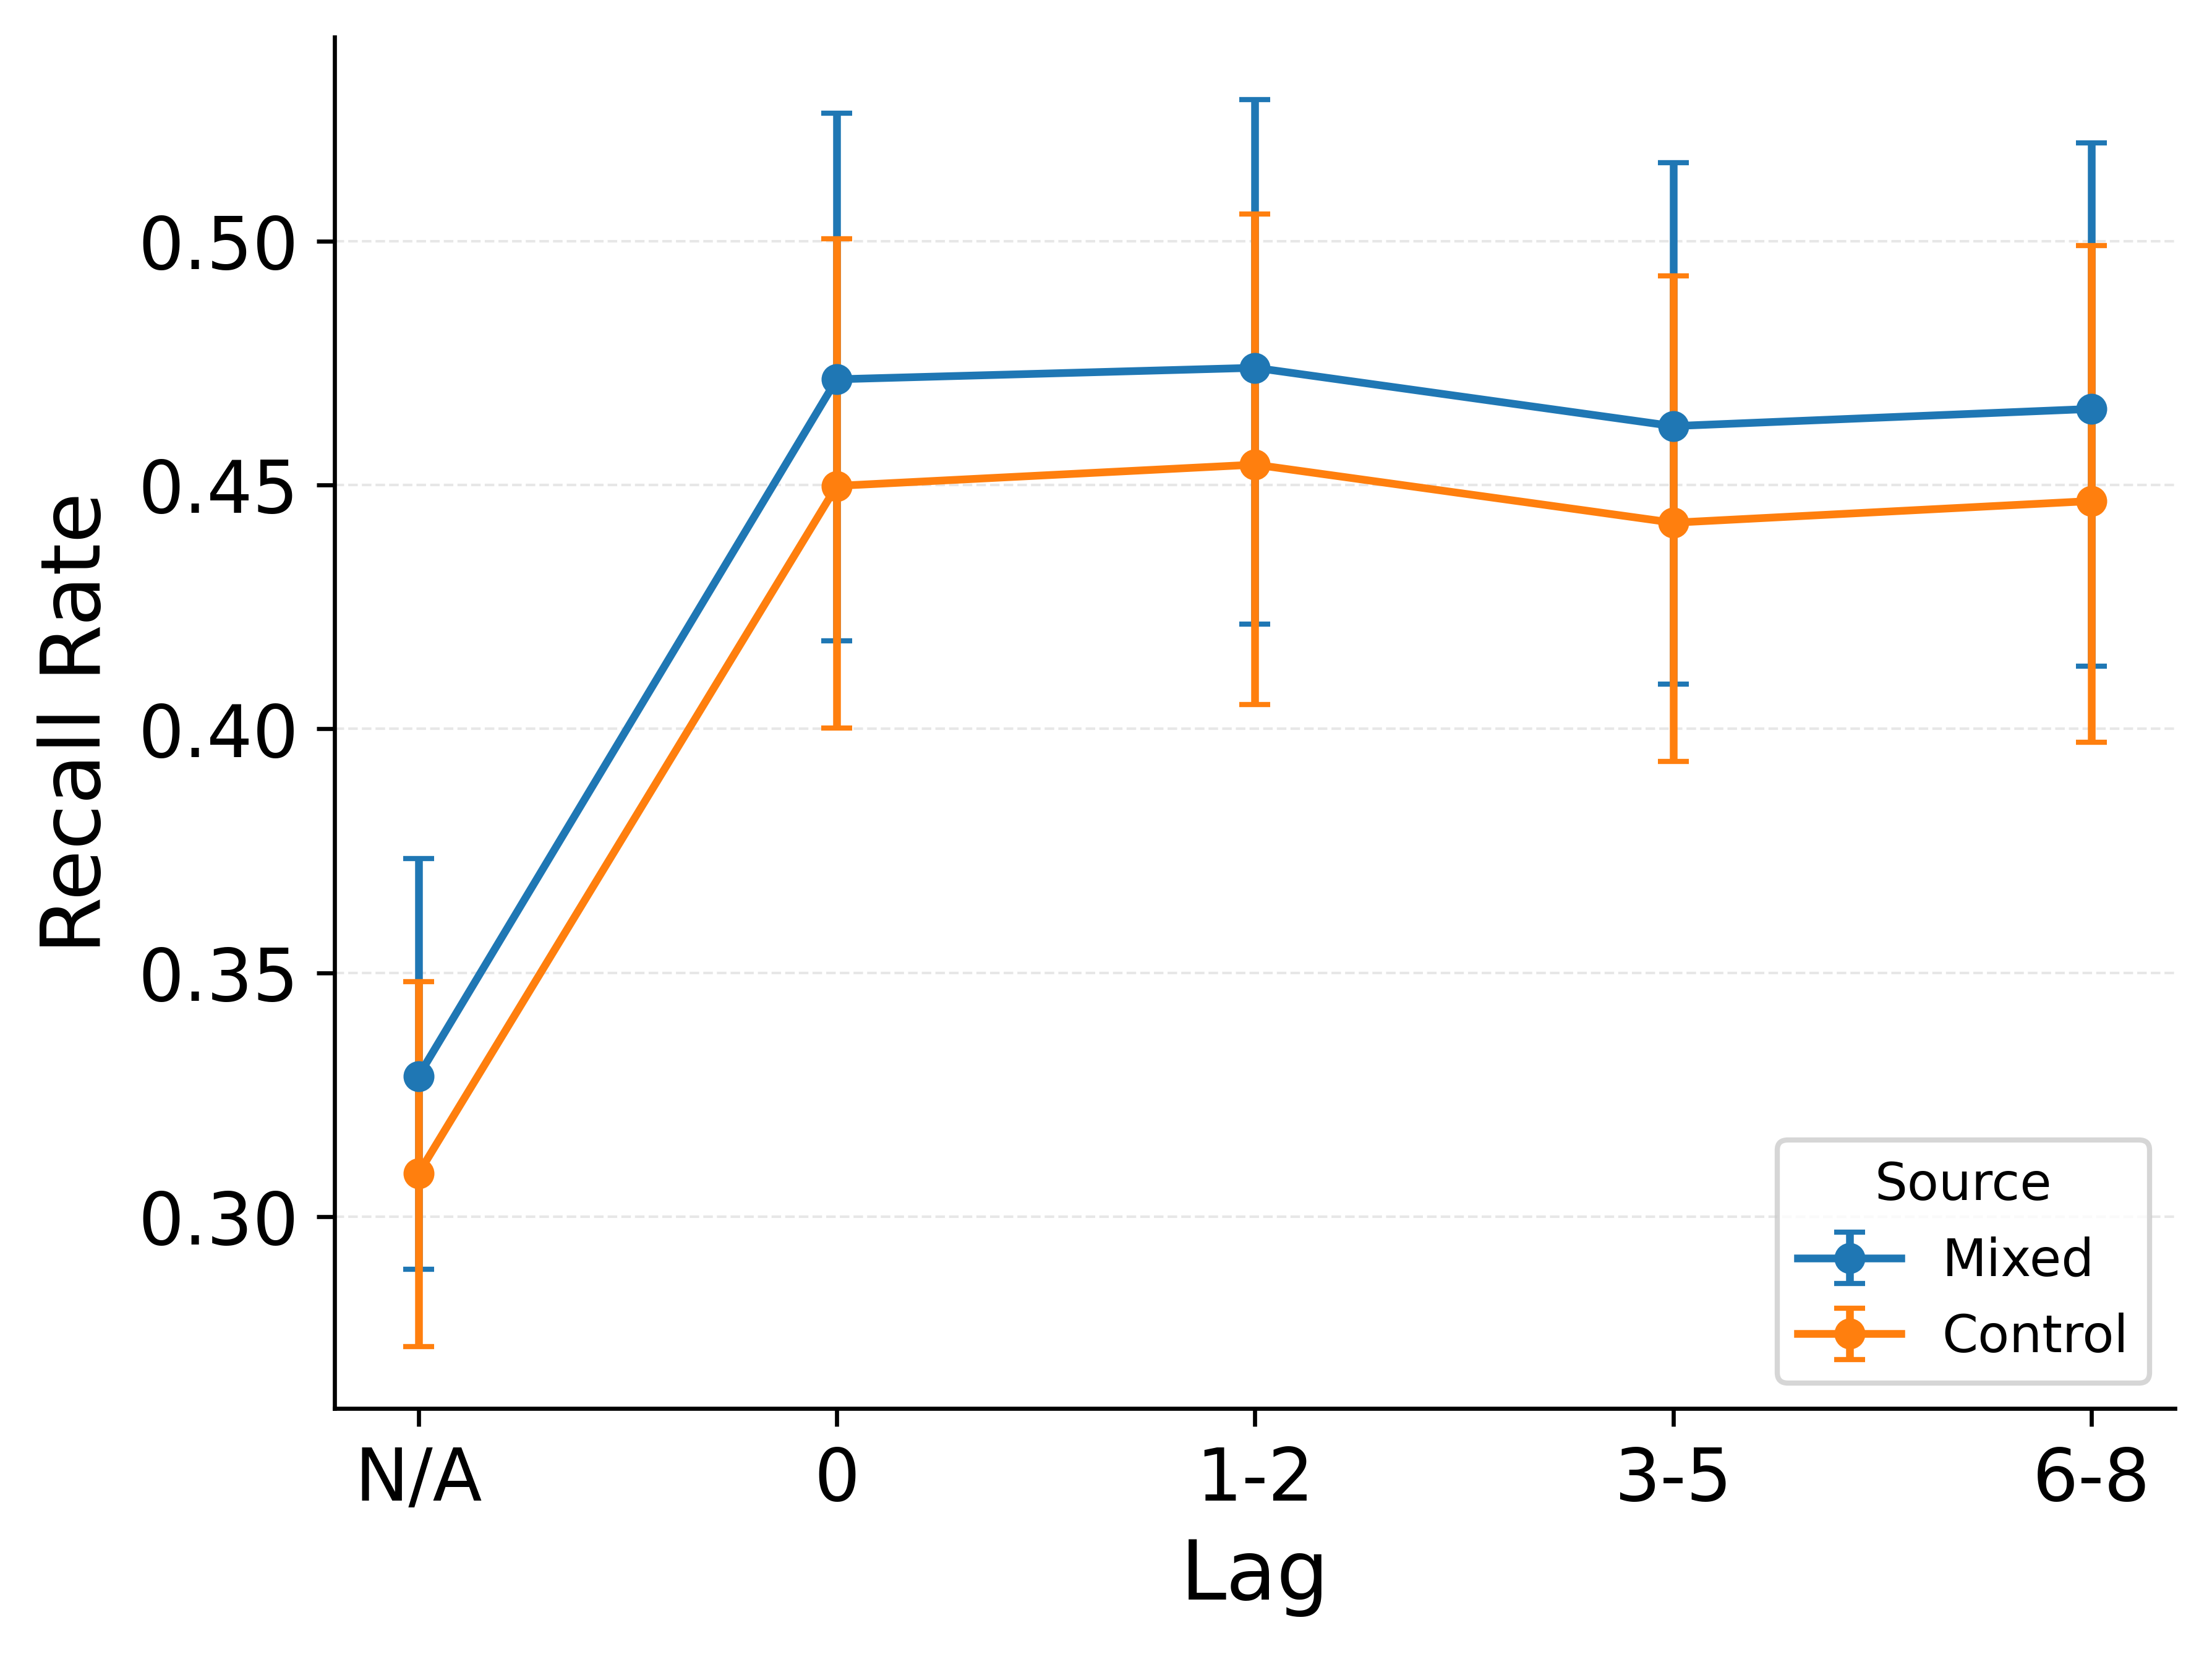 Recall Rate
0.50
0.45
0.40
0.35
0.30
Source
Mixed
Control
N/A 0 1-2 3-5 6-8
Lag